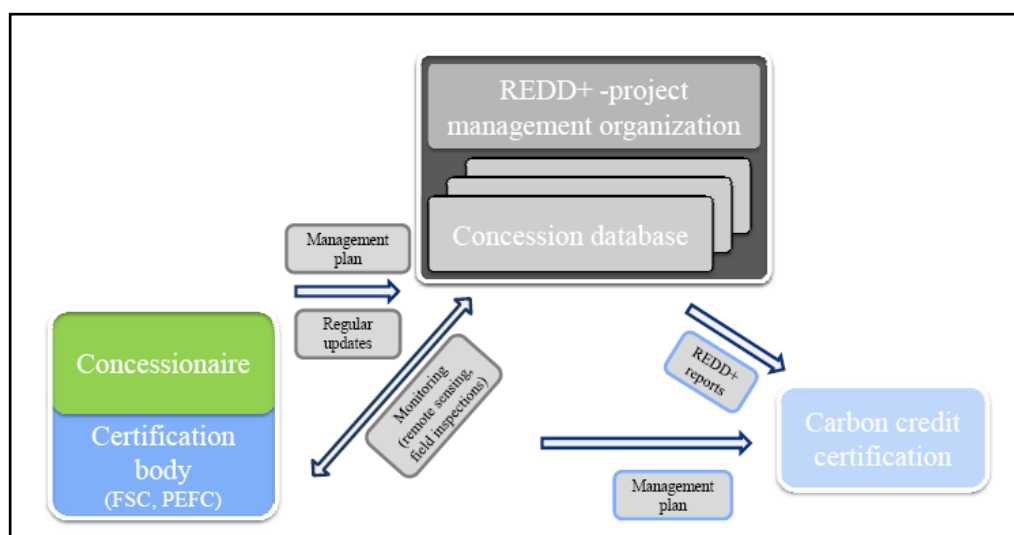 REDD+ -project
management organization
Concession database
Management
plan
Regular
updates
Concessionaire
Certification
body
(FSC, PEFC)
Monitoring
(remote sensing,
field inspections)
REDD+
reports
Management
plan
Carbon credit
certification